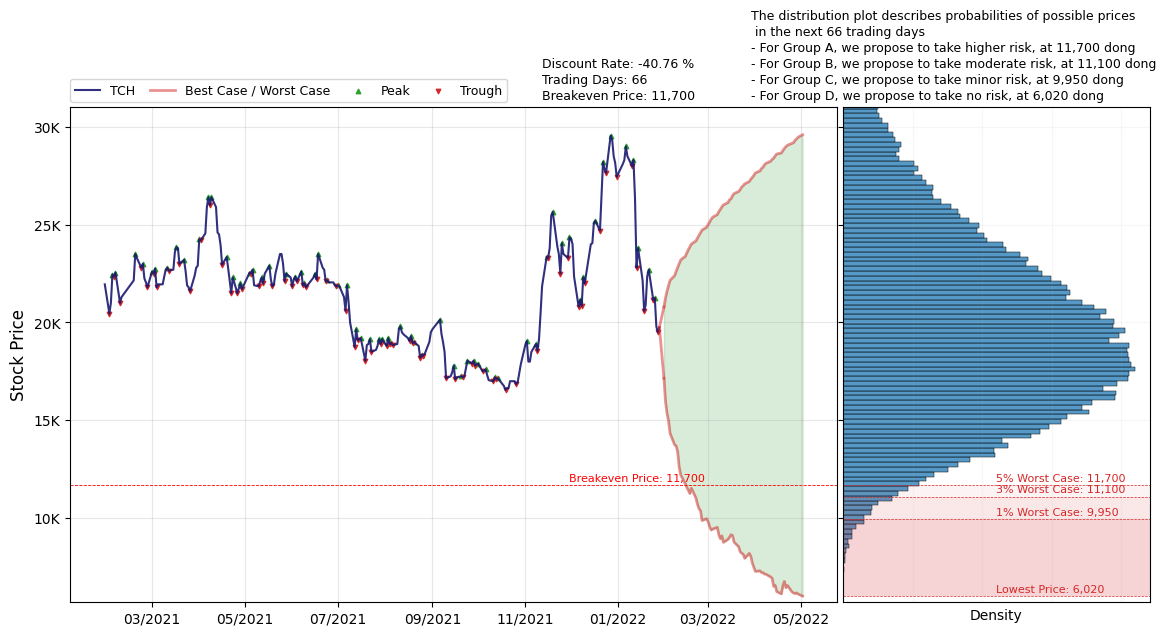 The distribution plot describes probabilities of possible prices
in the next 66 trading days
- For Group A, we propose to take higher risk, at 11,700 dong
- For Group B, we propose to take moderate risk, at 11,100 dong
- For Group C, we propose to take minor risk, at 9,950 dong
- For Group D, we propose to take no risk, at 6,020 dong
Discount Rate: -40.76 %
Trading Days: 66
Breakeven Price: 11,700
TCH
Best Case / Worst Case
Peak
Trough
Stock Price
30K
25K
20K
15K
10K
Breakeven Price: 11,700
03/2021
05/2021
07/2021
09/2021
11/2021
01/2022
03/2022
05/2022
5% Worst Case: 11,700
3% Worst Case: 11,100
1% Worst Case: 9,950
Lowest Price: 6,020
Density